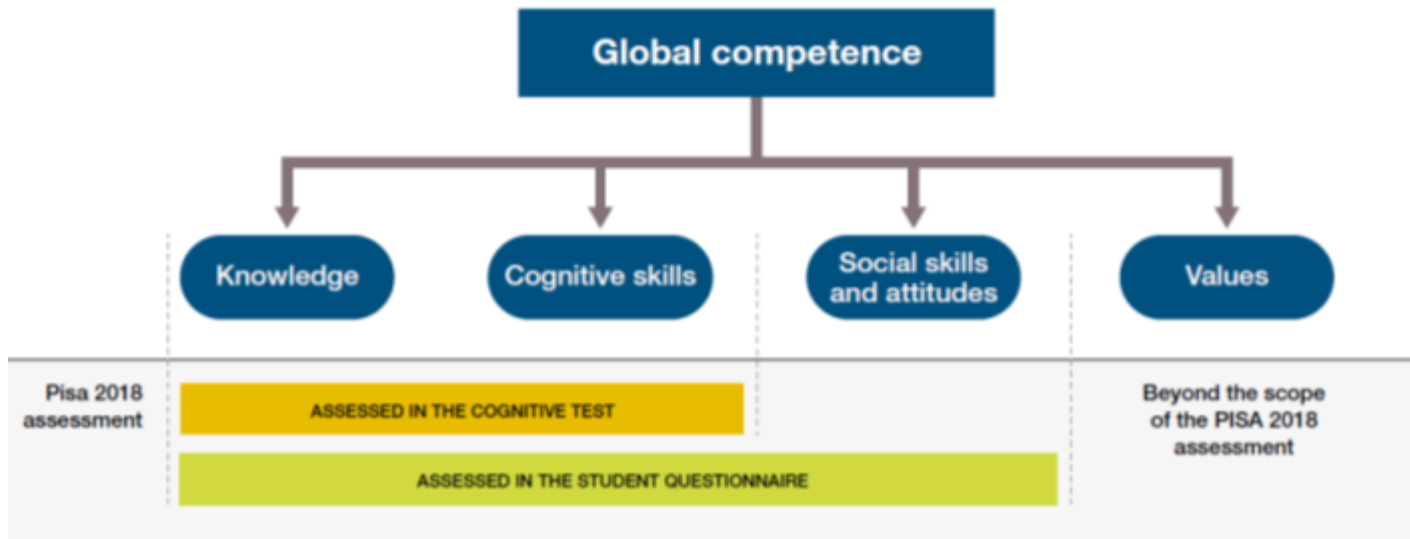 Global competence
Knowledge
Cognitive skills
Social skills
and attitudes
Values
Pisa 2018
assessment
ASSESSED IN THE COGNITIVE TEST
Beyond the scope
of the PISA 2018
assessment
ASSESSED IN THE STUDENT QUESTIONNAIRE